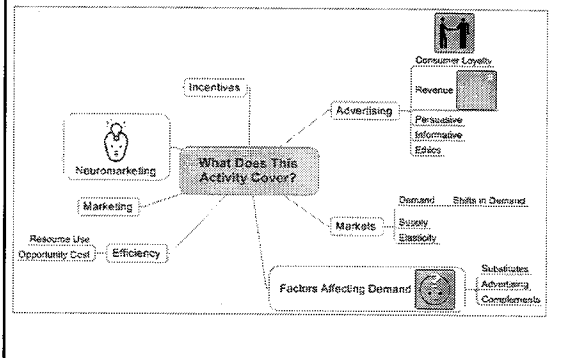 Consumer Loyalty
Revenue
Incentives
Advertising
Persuasive
Informative
Ethics
Neuromarketing
What Does This
Activity Cover?
Marketing
Demand Shifts in Demand
Markets
Supply
Elasticity
Resource Use
Opportunity Cost
Efficiency
Factors Affecting Demand
Substitutes
Advertising
Complements